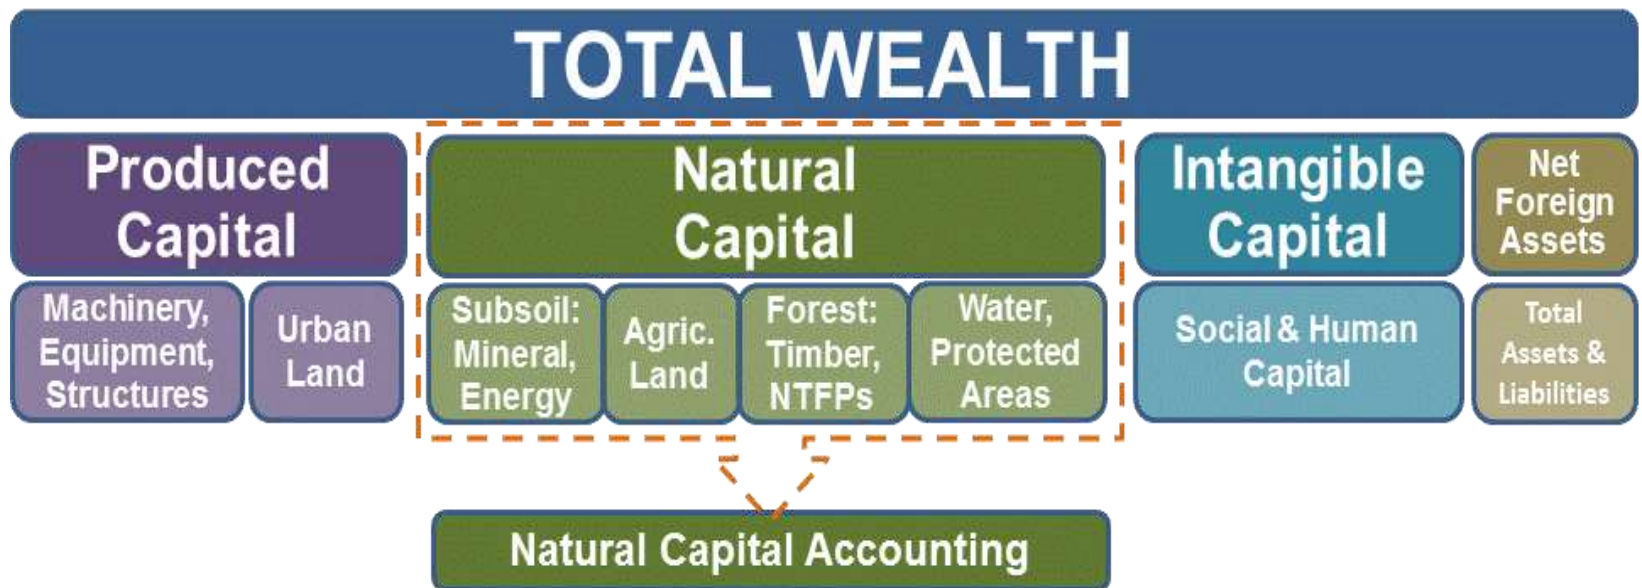 TOTAL WEALTH
Produced
Capital
Natural
Capital
Intangible
Capital
Net
Foreign
Assets
Machinery,
Equipment,
Structures
Urban
Land
Subsoil:
Mineral,
Energy
Agric.
Land
Forest:
Timber,
NTFPs
Water,
Protected
Areas
Social & Human
Capital
Total
Assets &
Liabilities
Natural Capital Accounting